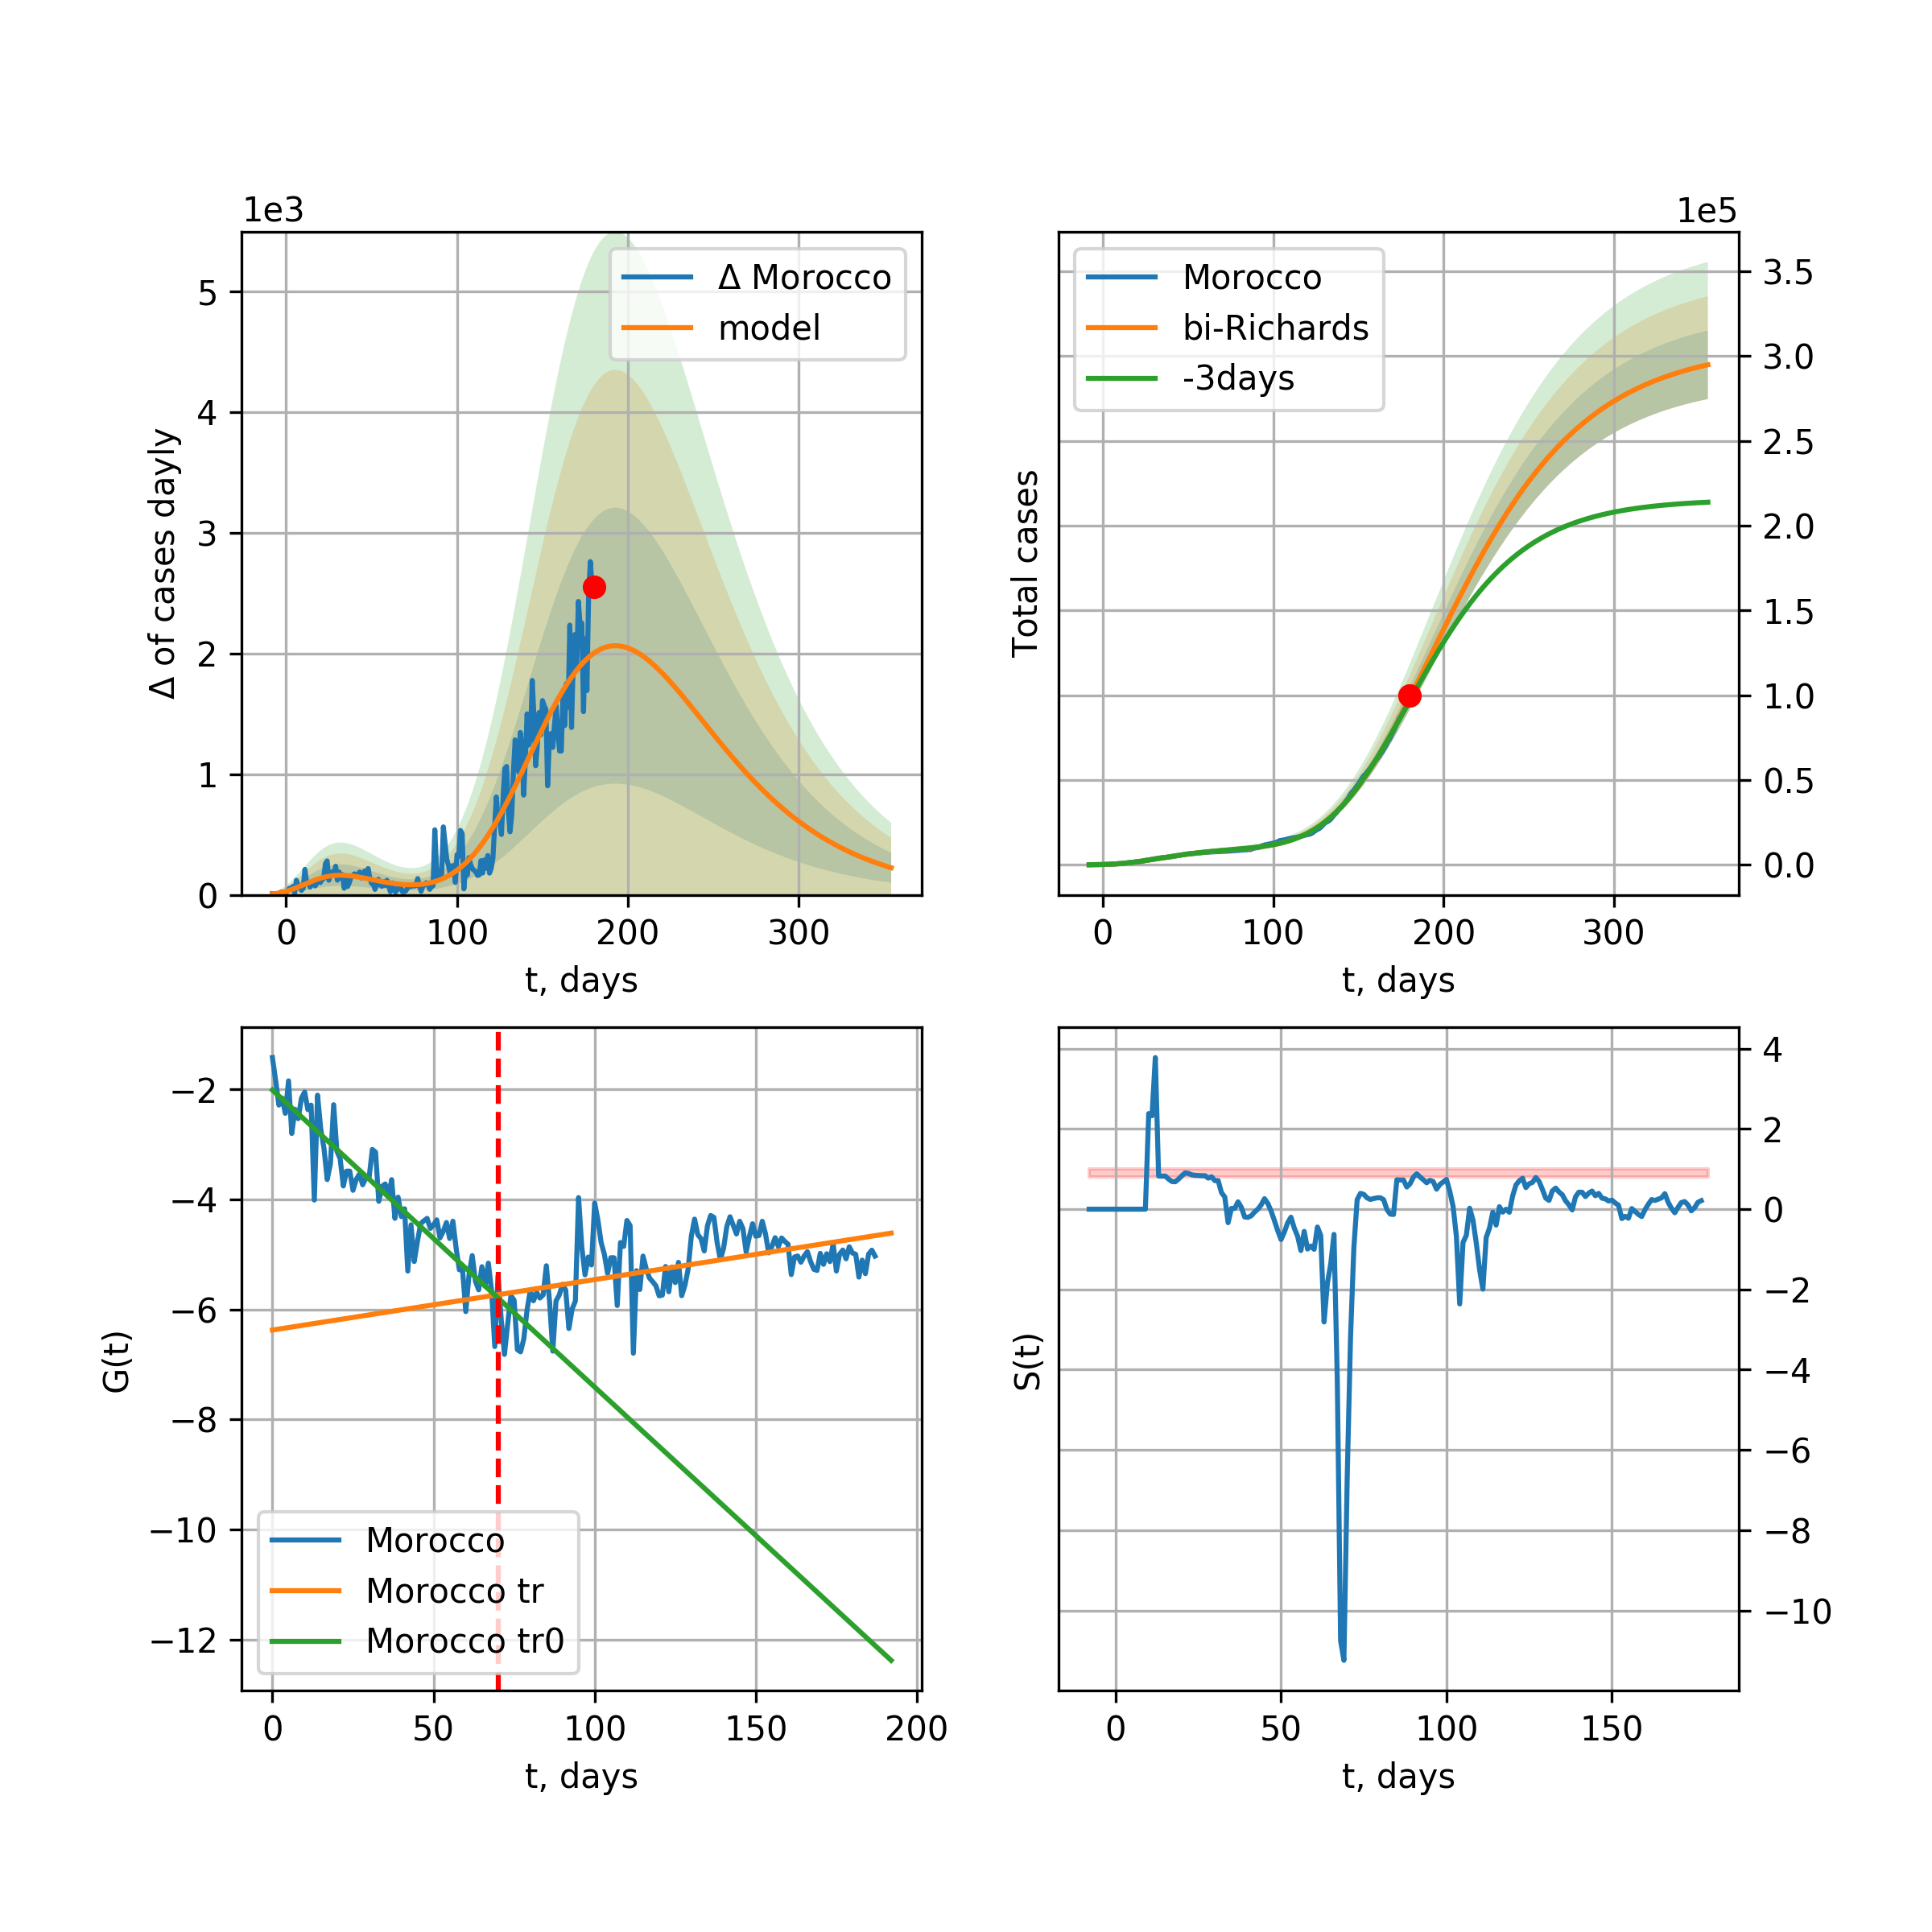 1e3
Δ of cases dayly
5
4
3
2
1
0
0 100 200 300
t, days
Δ Morocco
model
1e5
Total cases
3.5
3.0
2.5
2.0
1.5
1.0
0.5
0.0
0 100 200 300
t, days
Morocco
bi-Richards
-3days
G(t)
−2
−4
−6
−8
−10
−12
0 50 100 150 200
t, days
Morocco
Morocco tr
Morocco tr0
S(t)
4
2
0
−2
−4
−6
−8
−10
0 50 100 150
t, days